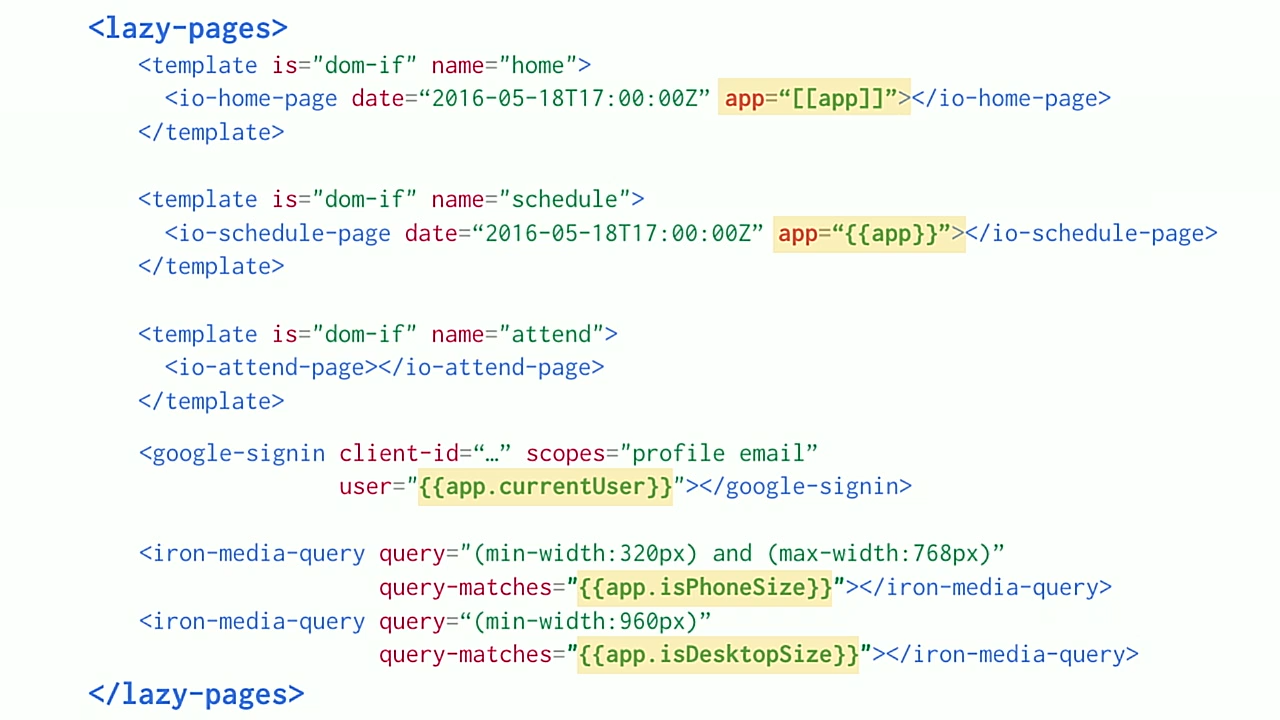 <lazy-pages>
<template is="dom-if" name="home">
<io-home-page date=“2016-05-18T17:00:00Z” app=“[[app]]”></io-home-page>
</template>
<template is="dom-if" name="schedule">
<io-schedule-page date=“2016-05-18T17:00:00Z” app=“{{app}}”></io-schedule-page>
</template>
<template is="dom-if" name="attend">
<io-attend-page></io-attend-page>
</template>
<google-signin client-id=“…” scopes="profile email”
user="{{app.currentUser}}"></google-signin>
<iron-media-query query="(min-width:320px) and (max-width:768px)”
query-matches="{{app.isPhoneSize}}"></iron-media-query>
<iron-media-query query=“(min-width:960px)”
query-matches="{{app.isDesktopSize}}"></iron-media-query>
</lazy-pages>